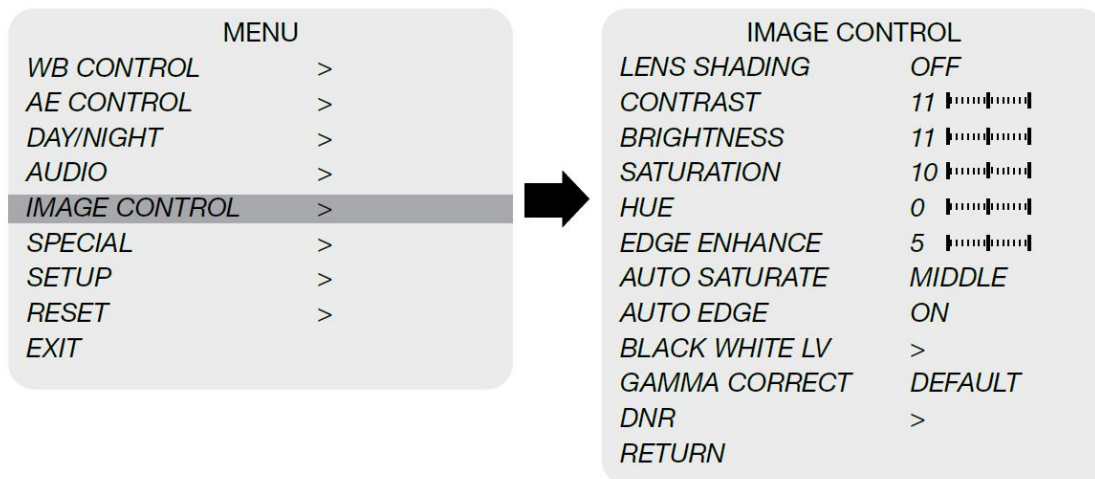 MENU
WB CONTROL >
AE CONTROL >
DAY/NIGHT >
AUDIO >
IMAGE CONTROL >
SPECIAL >
SETUP >
RESET >
EXIT
IMAGE CONTROL
LENS SHADING OFF
CONTRAST 11
BRIGHTNESS 11
SATURATION 10
HUE 0
EDGE ENHANCE 5
AUTO SATURATE MIDDLE
AUTO EDGE ON
BLACK WHITE LV >
GAMMA CORRECT DEFAULT
DNR >
RETURN